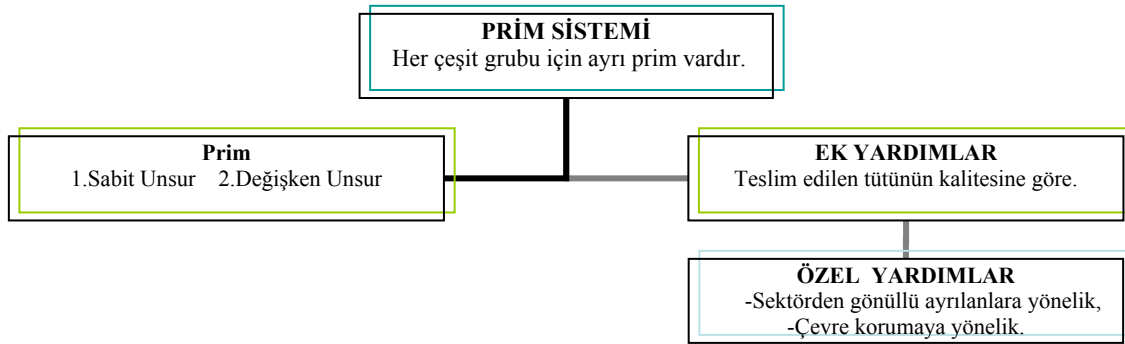 PRİM SİSTEMİ
Her çeşit grubu için ayrı prim vardır.
Prim
1.Sabit Unsur 2.Değişken Unsur
EK YARDIMLAR
Teslim edilen tütünün kalitesine göre.
ÖZEL YARDIMLAR
-Sektörden gönüllü ayrılanlara yönelik,
-Çevre korumaya yönelik.